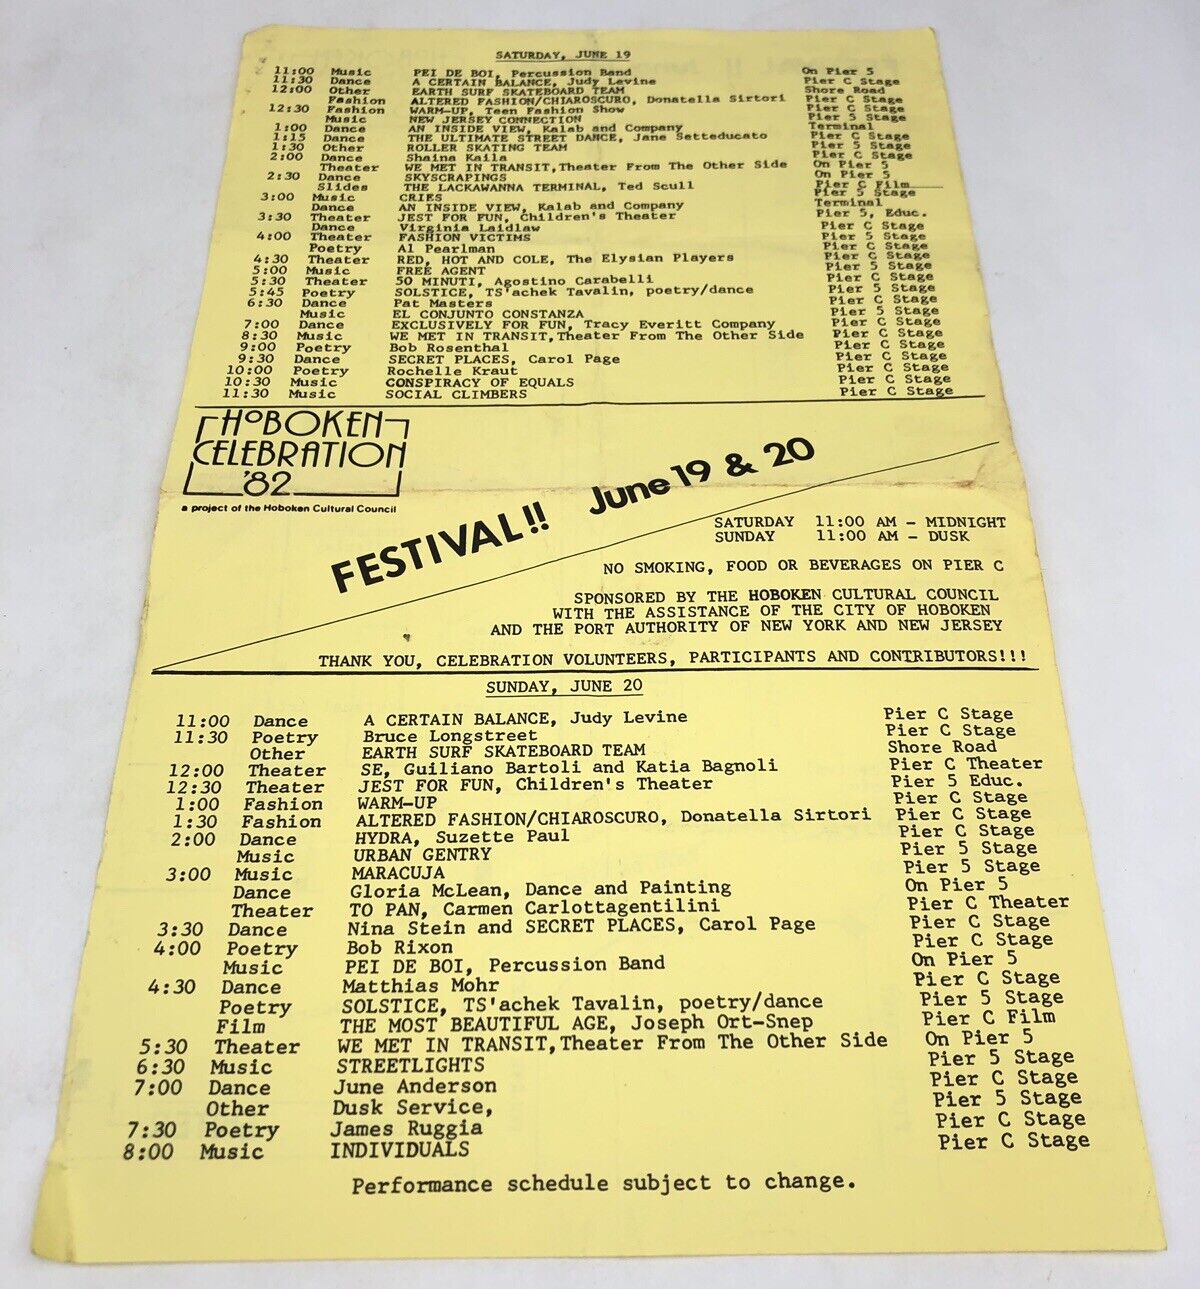 SATURDAY, JUNE 19
11:00 Music PEI DE BOI, Percussion Band On Pier 5
11:30 Dance A CERTAIN BALANCE, Judy Levine Pier C Stage
12:00 Other EARTH SURF SKATEBOARD TEAM Shore Road
Fashion ALTERED FASHION/CHIAROSCURO, Donatella Sirtori Pier C Stage
12:30 Fashion WARM-UP, Teen Fashion Show Pier C Stage
Music NEW JERSEY CONNECTION Pier 5 Stage
1:00 Dance AN INSIDE VIEW, Kalab and Company Terminal
1:15 Dance THE ULTIMATE STREET DANCE, Jane Setteducato Pier C Stage
1:30 Other ROLLER SKATING TEAM Pier 5 Stage
2:00 Dance Shaina Kaila Pier C Stage
Theater WE MET IN TRANSIT,Theater From The Other Side On Pier 5
2:30 Dance SKYSCRAPINGS On Pier 5
Slides THE LACKAWANNA TERMINAL, Ted Scull Pier C Film
3:00 Music CRIES Pier 5 Stage
Dance AN INSIDE VIEW, Kalab and Company Terminal
3:30 Theater JEST FOR FUN, Children's Theater Pier 5, Educ.
Dance Virginia Laidlaw Pier C Stage
4:00 Theater FASHION VICTIMS Pier 5 Stage
Poetry Al Pearlman Pier C Stage
4:30 Theater RED, HOT AND COLE, The Elysian Players Pier C Stage
5:00 Music FREE AGENT Pier 5 Stage
5:30 Theater 50 MINUTI, Agostino Carabelli Pier C Stage
5:45 Poetry SOLSTICE, TS'achek Tavalin, poetry/dance Pier 5 Stage
6:30 Dance Pat Masters Pier C Stage
Music EL CONJUNTO CONSTANZA Pier 5 Stage
7:00 Dance EXCLUSIVELY FOR FUN, Tracy Everitt Company Pier C Stage
8:30 Music WE MET IN TRANSIT,Theater From The Other Side Pier C Stage
9:00 Poetry Bob Rosenthal Pier C Stage
9:30 Dance SECRET PLACES, Carol Page Pier C Stage
10:00 Poetry Rochelle Kraut Pier C Stage
10:30 Music CONSPIRACY OF EQUALS Pier C Stage
11:30 Music SOCIAL CLIMBERS Pier C Stage
HOBOKEN
CELEBRATION
'82
a project of the Hoboken Cultural Council
FESTIVAL!! June 19 & 20
SATURDAY 11:00 AM - MIDNIGHT
SUNDAY 11:00 AM - DUSK
NO SMOKING, FOOD OR BEVERAGES ON PIER C
SPONSORED BY THE HOBOKEN CULTURAL COUNCIL
WITH THE ASSISTANCE OF THE CITY OF HOBOKEN
AND THE PORT AUTHORITY OF NEW YORK AND NEW JERSEY
THANK YOU, CELEBRATION VOLUNTEERS, PARTICIPANTS AND CONTRIBUTORS!!!
SUNDAY, JUNE 20
11:00 Dance A CERTAIN BALANCE, Judy Levine Pier C Stage
11:30 Poetry Bruce Longstreet Pier C Stage
Other EARTH SURF SKATEBOARD TEAM Shore Road
12:00 Theater SE, Guiliano Bartoli and Katia Bagnoli Pier C Theater
12:30 Theater JEST FOR FUN, Children's Theater Pier 5 Educ.
1:00 Fashion WARM-UP Pier C Stage
1:30 Fashion ALTERED FASHION/CHIAROSCURO, Donatella Sirtori Pier C Stage
2:00 Dance HYDRA, Suzette Paul Pier C Stage
Music URBAN GENTRY Pier 5 Stage
3:00 Music MARACUJA Pier 5 Stage
Dance Gloria McLean, Dance and Painting On Pier 5
Theater TO PAN, Carmen Carlottagentilini Pier C Theater
3:30 Dance Nina Stein and SECRET PLACES, Carol Page Pier C Stage
4:00 Poetry Bob Rixon Pier C Stage
Music PEI DE BOI, Percussion Band On Pier 5
4:30 Dance Matthias Mohr Pier C Stage
Poetry SOLSTICE, TS'achek Tavalin, poetry/dance Pier 5 Stage
Film THE MOST BEAUTIFUL AGE, Joseph Ort-Snep Pier C Film
5:30 Theater WE MET IN TRANSIT,Theater From The Other Side On Pier 5
6:30 Music STREETLIGHTS Pier 5 Stage
7:00 Dance June Anderson Pier C Stage
Other Dusk Service, Pier 5 Stage
7:30 Poetry James Ruggia Pier C Stage
8:00 Music INDIVIDUALS Pier C Stage
Performance schedule subject to change.